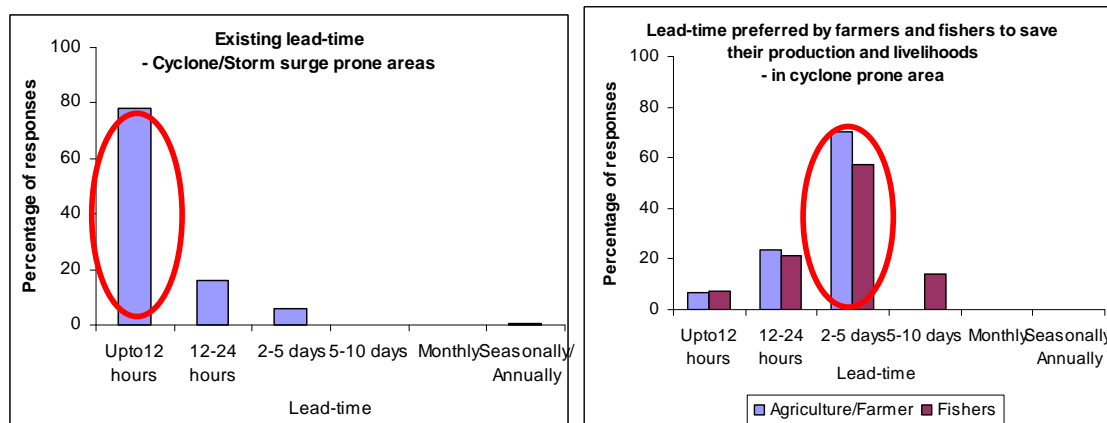 Existing lead-time
- Cyclone/Storm surge prone areas
Percentage of responses
100
80
60
40
20
0
Upto12 hours
12-24 hours
2-5 days
5-10 days
Monthly
Seasonally/ Annually
Lead-time
Lead-time preferred by farmers and fishers to save
their production and livelihoods
- in cyclone prone area
Percentage of responses
100
80
60
40
20
0
Upto 12 hours
12-24 hours
2-5 days
5-10 days
Monthly
Seasonally/ Annually
Lead-time
Agriculture/Farmer
Fishers